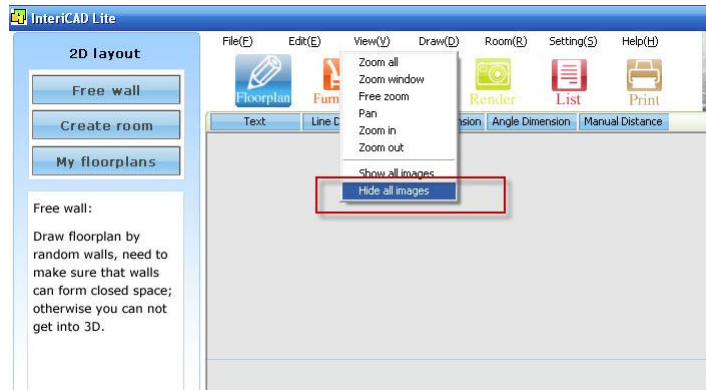 InteriCAD Lite
File(F) Edit(E) View(V) Draw(D) Room(R) Setting(S) Help(H)
2D layout
Free wall
Create room
My floorplans
Floorplan Furn Render List Print
Text Line D nsion Angle Dimension Manual Distance
Zoom all
Zoom window
Free zoom
Pan
Zoom in
Zoom out
Show all images
Hide all images
Free wall:
Draw floorplan by
random walls, need to
make sure that walls
can form closed space;
otherwise you can not
get into 3D.